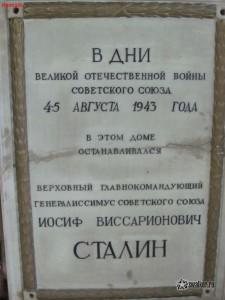 В ДНИ
ВЕЛИКОЙ ОТЕЧЕСТВЕННОЙ ВОЙНЫ
СОВЕТСКОГО СОЮЗА
4-5 АВГУСТА 1943 ГОДА
В ЭТОМ ДОМЕ
ОСТАНАВЛИВАЛСЯ
ВЕРХОВНЫЙ ГЛАВНОКОМАНДУЮЩИЙ
ГЕНЕРАЛИССИМУС СОВЕТСКОГО СОЮЗА
ИОСИФ ВИССАРИОНОВИЧ
СТАЛИН